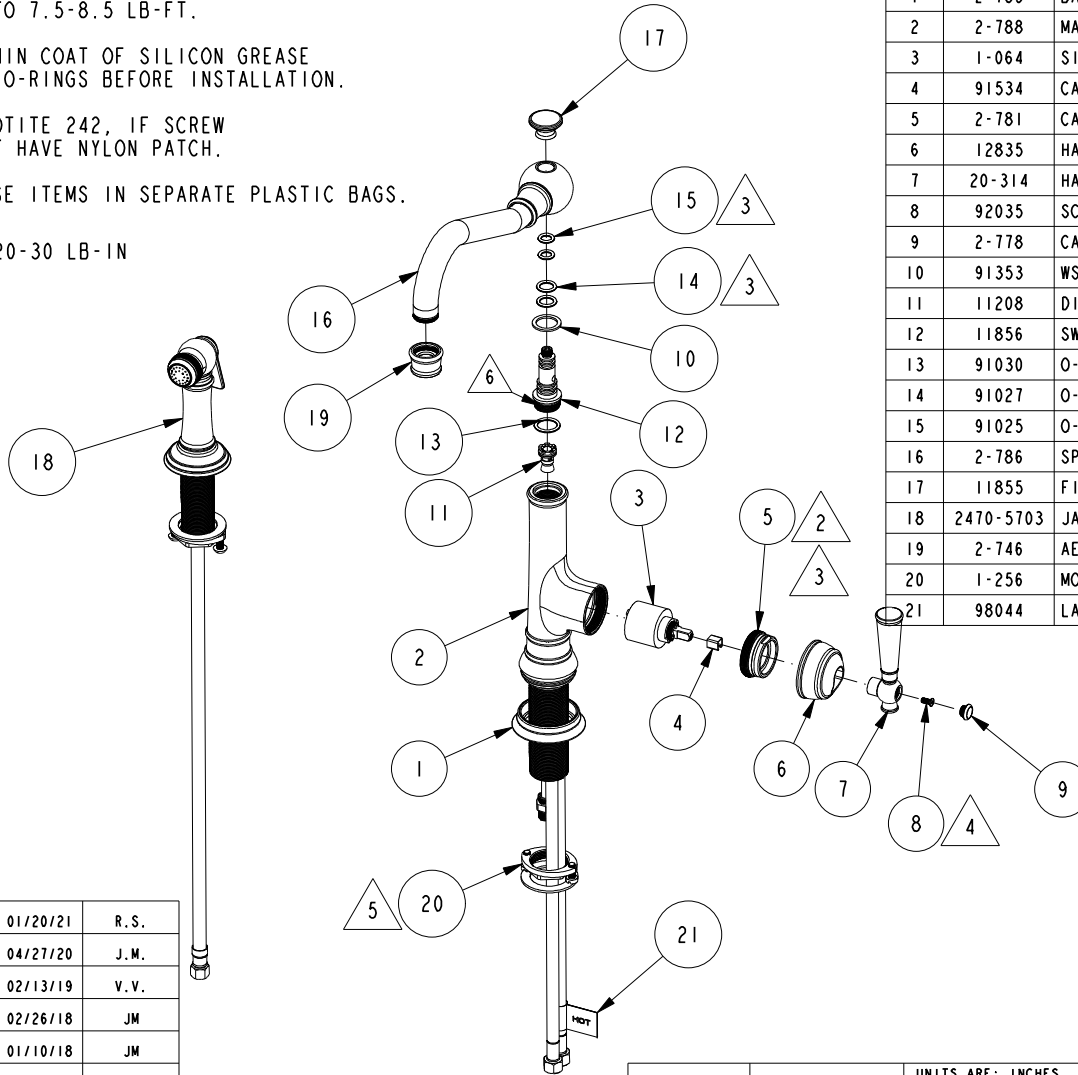 TO 7.5-8.5 LB-FT.
HIN COAT OF SILICON GREASE
O-RINGS BEFORE INSTALLATION.
OTITE 242, IF SCREW
T HAVE NYLON PATCH.
SE ITEMS IN SEPARATE PLASTIC BAGS.
20-30 LB-IN
2 2-788 MA
3 1-064 SI
4 91534 CA
5 2-781 CA
6 12835 HA
7 20-314 HA
8 92035 SC
9 2-778 CA
10 91353 WS
11 11208 DI
12 11856 SW
13 91030 O-
14 91027 O-
15 91025 O-
16 2-786 SP
17 11855 FI
18 2470-5703 JA
19 2-746 AE
20 1-256 MO
21 98044 LA
17
15 3
14 3
16
10
6
19
13
12
18
11
3
5 2
3
2
4
1
6
7
9
8 4
5 20
21
HOT
01/20/21 R.S.
04/27/20 J.M.
02/13/19 V.V.
02/26/18 JM
01/10/18 JM
UNITS ARE: INCHES